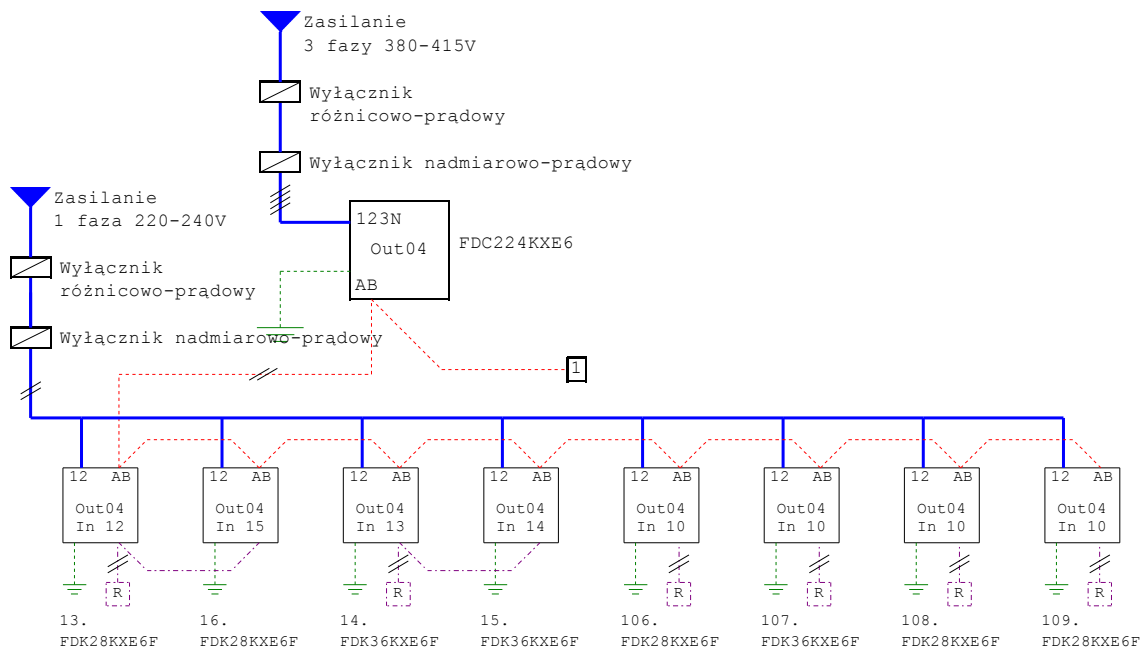 Zasilanie
3 fazy 380-415V
Wyłącznik
różnicowo-prądowy
Wyłącznik nadmiarowo-prądowy
Zasilanie
1 faza 220-240V
Wyłącznik
różnicowo-prądowy
Wyłącznik nadmiarowo-prądowy
123N
Out04
AB
FDC224KXE6
1
12 AB
Out04
In 12
R
13.
FDK28KXE6F
12 AB
Out04
In 15
16.
FDK28KXE6F
12 AB
Out04
In 13
R
14.
FDK36KXE6F
12 AB
Out04
In 14
15.
FDK36KXE6F
12 AB
Out04
In 10
R
106.
FDK28KXE6F
12 AB
Out04
In 10
R
107.
FDK36KXE6F
12 AB
Out04
In 10
R
108.
FDK28KXE6F
12 AB
Out04
In 10
R
109.
FDK28KXE6F